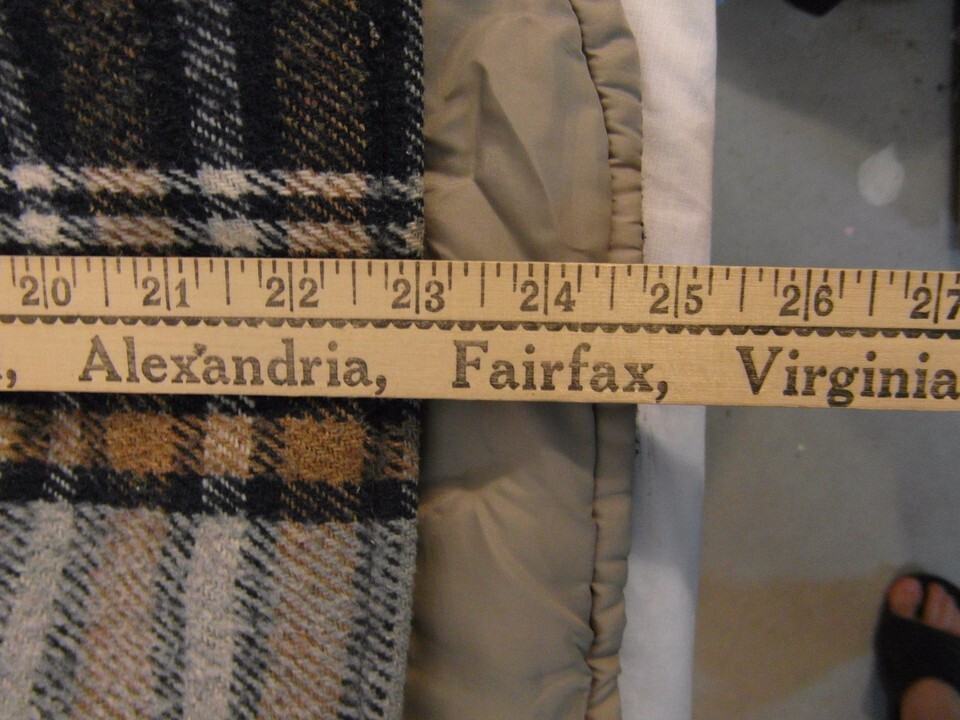 20 21 22 23 24 25 26 27
, Alexandria, Fairfax, Virginia